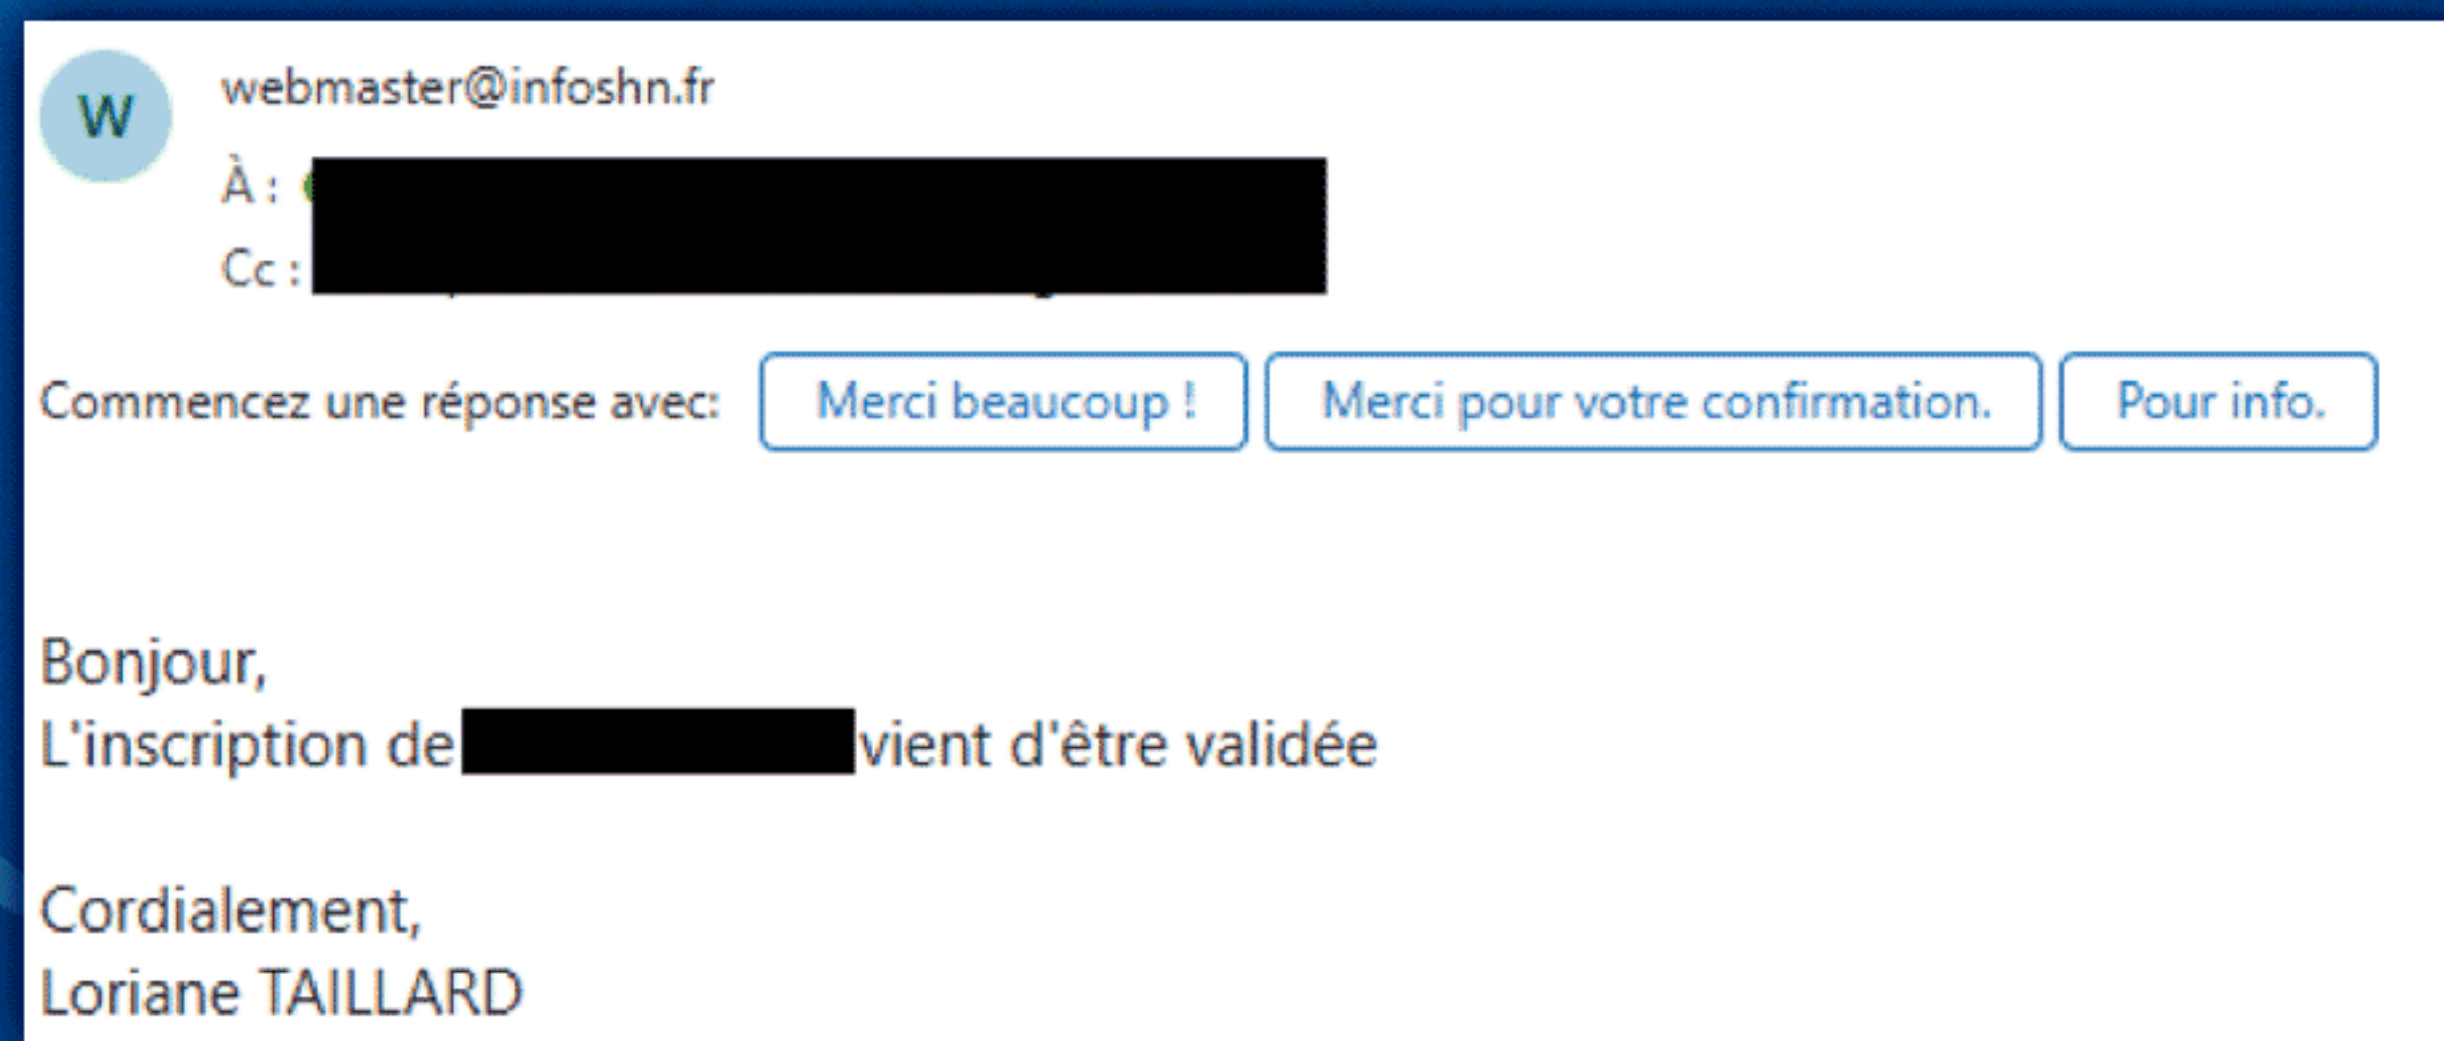 W
webmaster@infoshn.fr
À :
Cc :
Commencez une réponse avec: Merci beaucoup ! Merci pour votre confirmation. Pour info.
Bonjour,
L'inscription de vient d'être validée
Cordialement,
Loriane TAILLARD